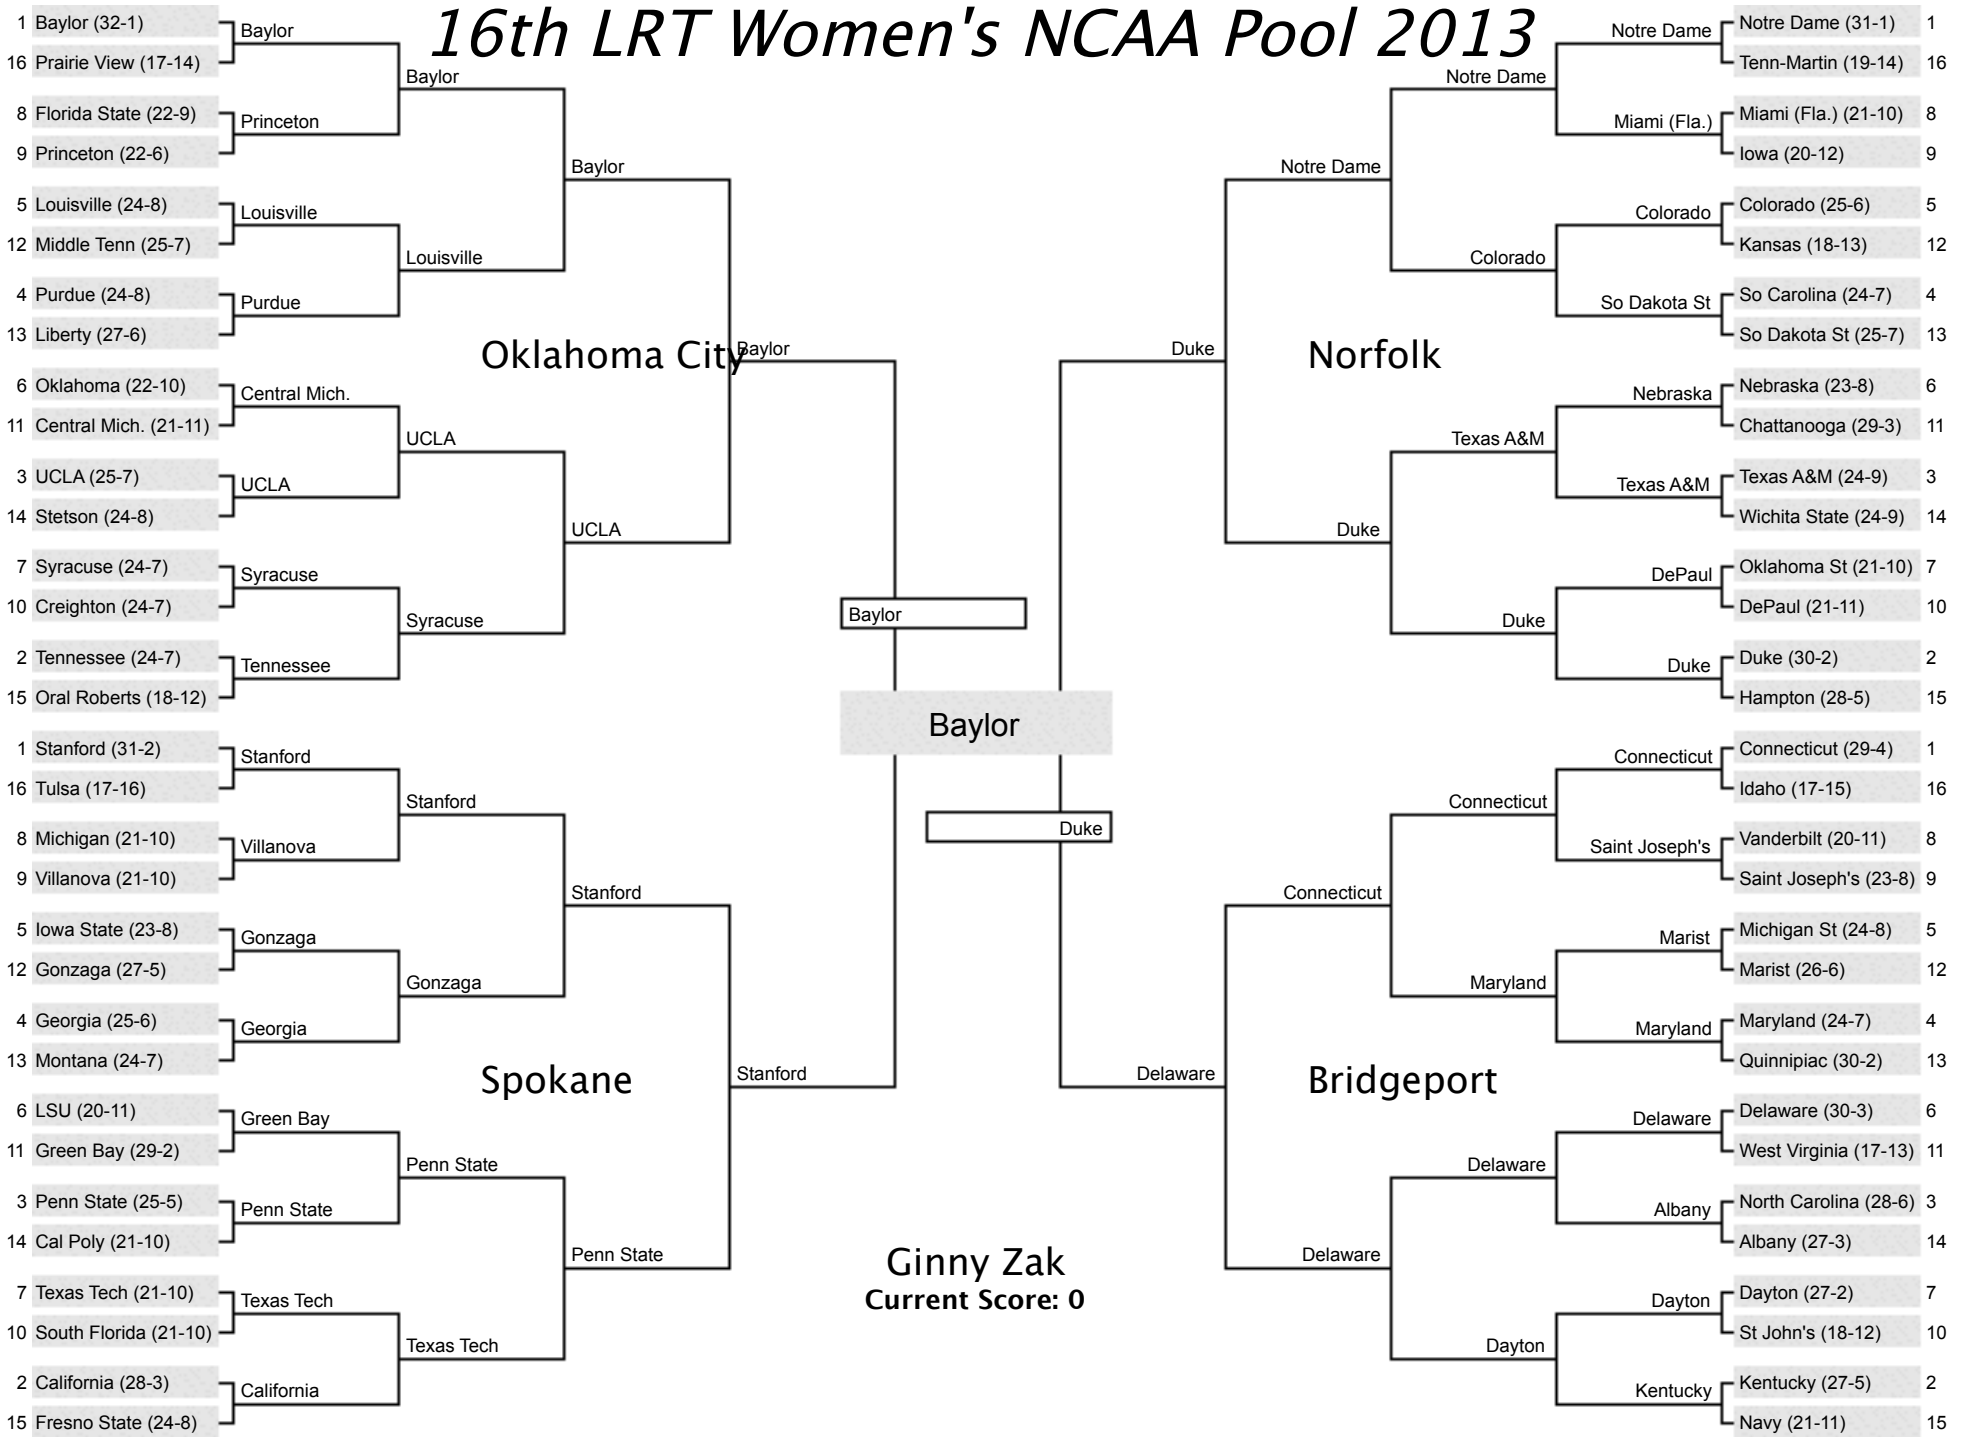 16th LRT Women's NCAA Pool 2013
1 Baylor (32-1)
16 Prairie View (17-14)
8 Florida State (22-9)
9 Princeton (22-6)
5 Louisville (24-8)
12 Middle Tenn (25-7)
4 Purdue (24-8)
13 Liberty (27-6)
6 Oklahoma (22-10)
11 Central Mich. (21-11)
3 UCLA (25-7)
14 Stetson (24-8)
7 Syracuse (24-7)
10 Creighton (24-7)
2 Tennessee (24-7)
15 Oral Roberts (18-12)
Baylor
Princeton
Louisville
Purdue
Central Mich.
UCLA
Syracuse
Tennessee
Baylor
Louisville
UCLA
Syracuse
Baylor
UCLA
Oklahoma City
Baylor
1 Stanford (31-2)
16 Tulsa (17-16)
8 Michigan (21-10)
9 Villanova (21-10)
5 Iowa State (23-8)
12 Gonzaga (27-5)
4 Georgia (25-6)
13 Montana (24-7)
6 LSU (20-11)
11 Green Bay (29-2)
3 Penn State (25-5)
14 Cal Poly (21-10)
7 Texas Tech (21-10)
10 South Florida (21-10)
2 California (28-3)
15 Fresno State (24-8)
Stanford
Villanova
Gonzaga
Georgia
Green Bay
Penn State
Texas Tech
California
Stanford
Gonzaga
Penn State
Texas Tech
Stanford
Penn State
Spokane
Stanford
Baylor
Baylor
Duke
Ginny Zak
Current Score: 0
Notre Dame (31-1) 1
Tenn-Martin (19-14) 16
Miami (Fla.) (21-10) 8
Iowa (20-12) 9
Colorado (25-6) 5
Kansas (18-13) 12
So Carolina (24-7) 4
So Dakota St (25-7) 13
Nebraska (23-8) 6
Chattanooga (29-3) 11
Texas A&M (24-9) 3
Wichita State (24-9) 14
Oklahoma St (21-10) 7
DePaul (21-11) 10
Duke (30-2) 2
Hampton (28-5) 15
Notre Dame
Miami (Fla.)
Colorado
So Dakota St
Nebraska
Texas A&M
DePaul
Duke
Notre Dame
Colorado
Texas A&M
Duke
Notre Dame
Duke
Norfolk
Duke
Connecticut (29-4) 1
Idaho (17-15) 16
Vanderbilt (20-11) 8
Saint Joseph's (23-8) 9
Michigan St (24-8) 5
Marist (26-6) 12
Maryland (24-7) 4
Quinnipiac (30-2) 13
Delaware (30-3) 6
West Virginia (17-13) 11
North Carolina (28-6) 3
Albany (27-3) 14
Dayton (27-2) 7
St John's (18-12) 10
Kentucky (27-5) 2
Navy (21-11) 15
Connecticut
Saint Joseph's
Marist
Maryland
Delaware
Albany
Dayton
Kentucky
Connecticut
Maryland
Delaware
Dayton
Connecticut
Delaware
Bridgeport
Delaware